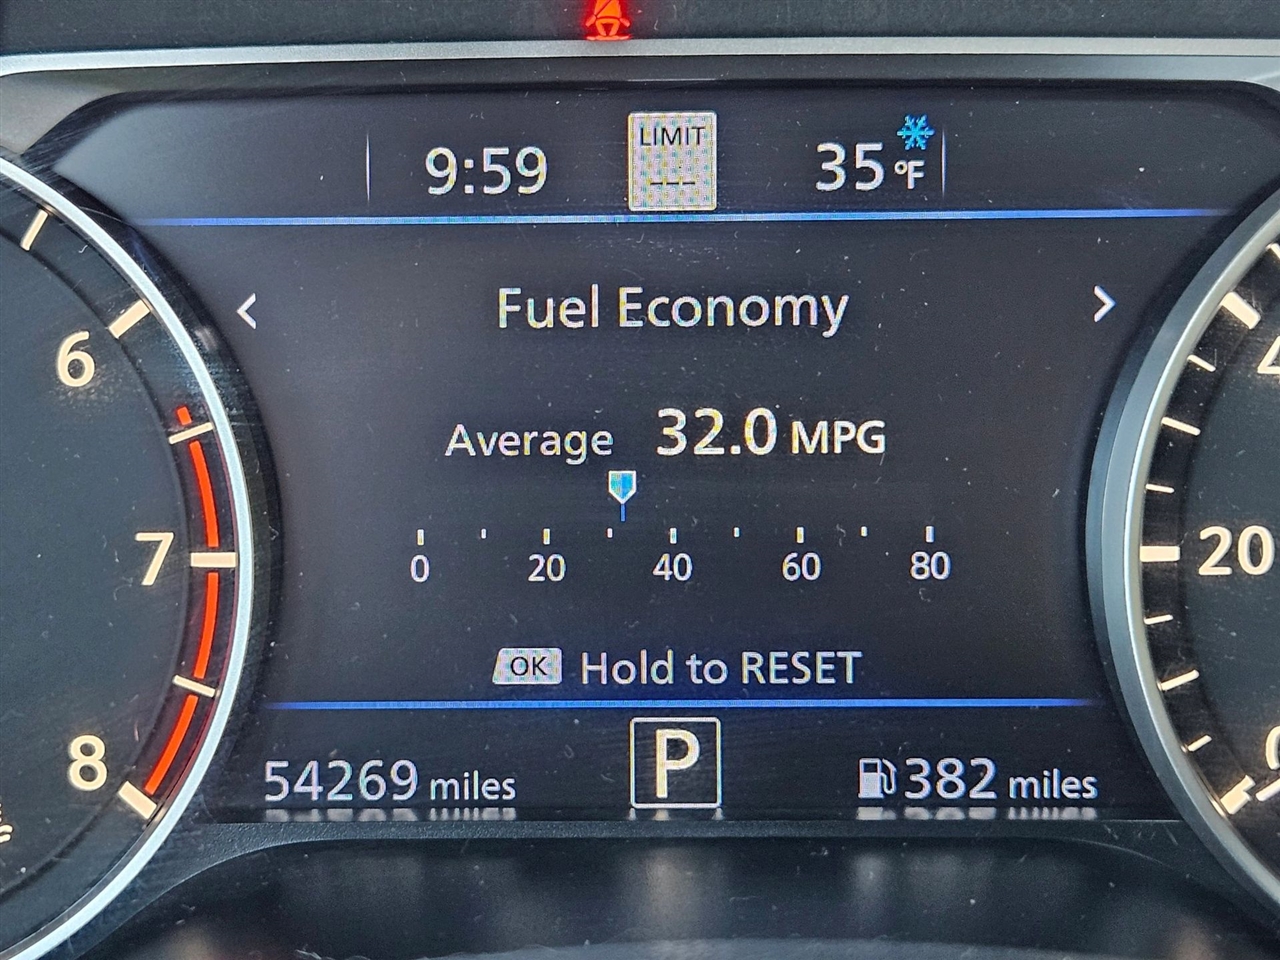 9:59
LIMIT
---
35 °F
< Fuel Economy >
Average 32.0 MPG
0 20 40 60 80
OK Hold to RESET
54269 miles
P
382 miles
6
7
8
20
0